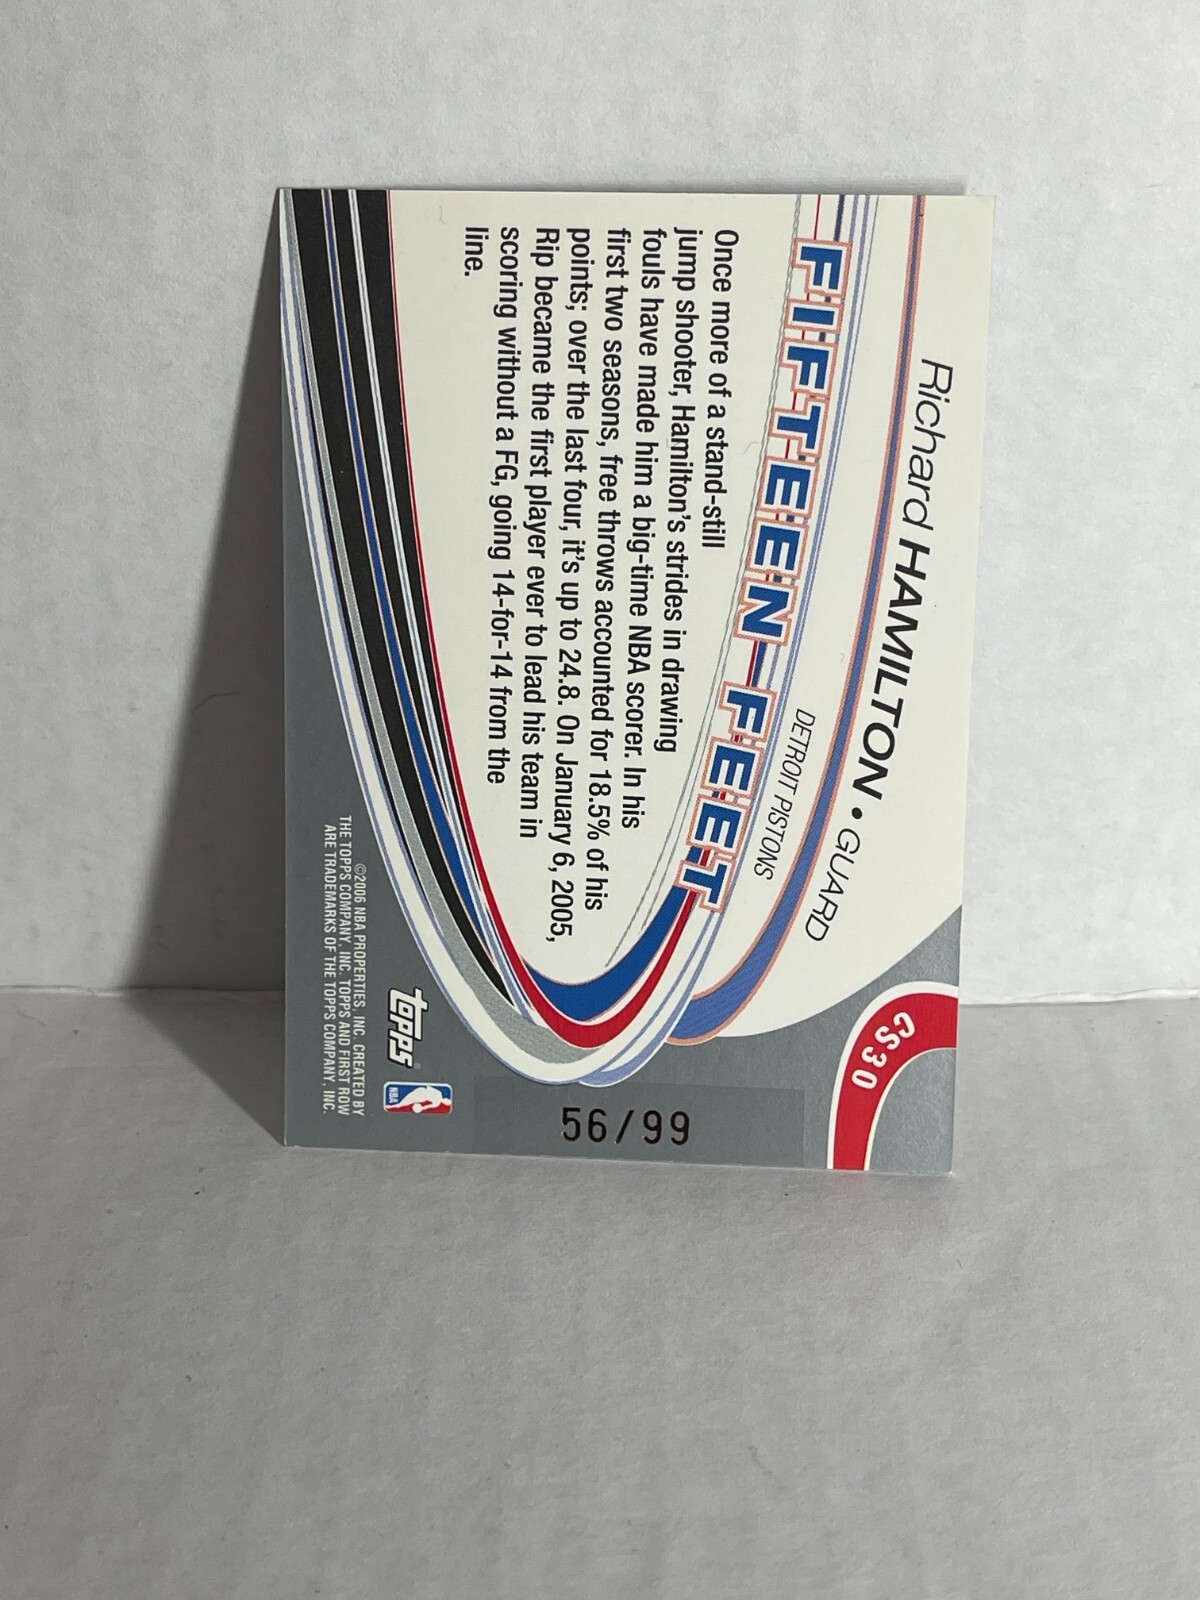 Richard HAMILTON • GUARD
DETROIT PISTONS
CS30
FIFTEEN FEET
Once more of a stand-still
jump shooter, Hamilton's strides in drawing
fouls have made him a big-time NBA scorer. In his
first two seasons, free throws accounted for 18.5% of his
points; over the last four, it's up to 24.8. On January 6, 2005,
Rip became the first player ever to lead his team in
scoring without a FG, going 14-for-14 from the
line.
56/99
topps
NBA
©2006 NBA PROPERTIES, INC. CREATED BY
THE TOPPS COMPANY, INC. TOPPS AND FIRST ROW
ARE TRADEMARKS OF THE TOPPS COMPANY, INC.